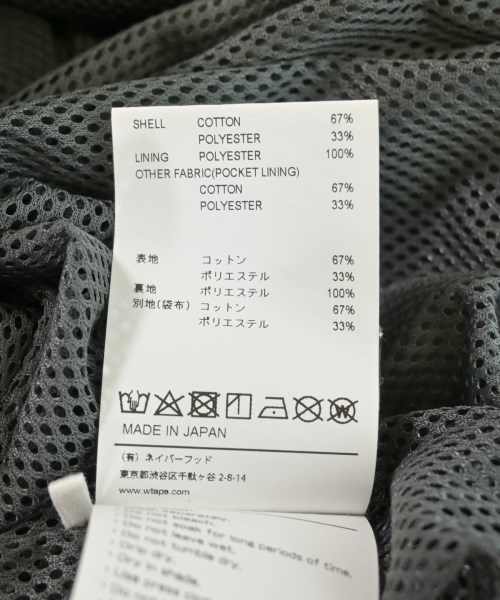 SHELL COTTON 67%
POLYESTER 33%
LINING POLYESTER 100%
OTHER FABRIC(POCKET LINING)
COTTON 67%
POLYESTER 33%
表地 コットン 67%
ポリエステル 33%
裏地 ポリエステル 100%
別地(袋布) コットン 67%
ポリエステル 33%
MADE IN JAPAN
(有) ネイバーフッド
東京都渋谷区千駄ヶ谷 2-8-14
www.wtaps.com
- Do not soak for long periods of time.
- Do not leave wet.
- Do not tumble dry.
- Drip dry.
- Dry in shade.
- Use press